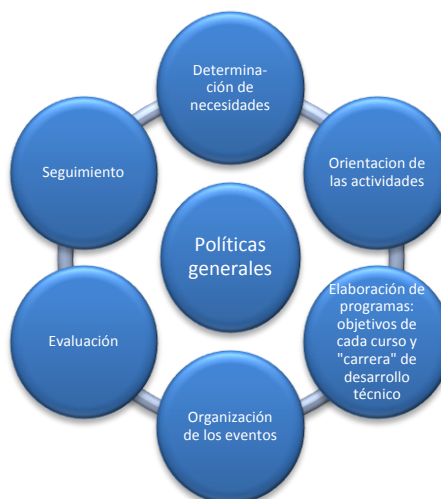 Determina-
ción de
necesidades
Orientacion de
las actividades
Elaboración de
programas:
objetivos de
cada curso y
"carrera" de
desarrollo
técnico
Organización
de los eventos
Evaluación
Seguimiento
Políticas
generales